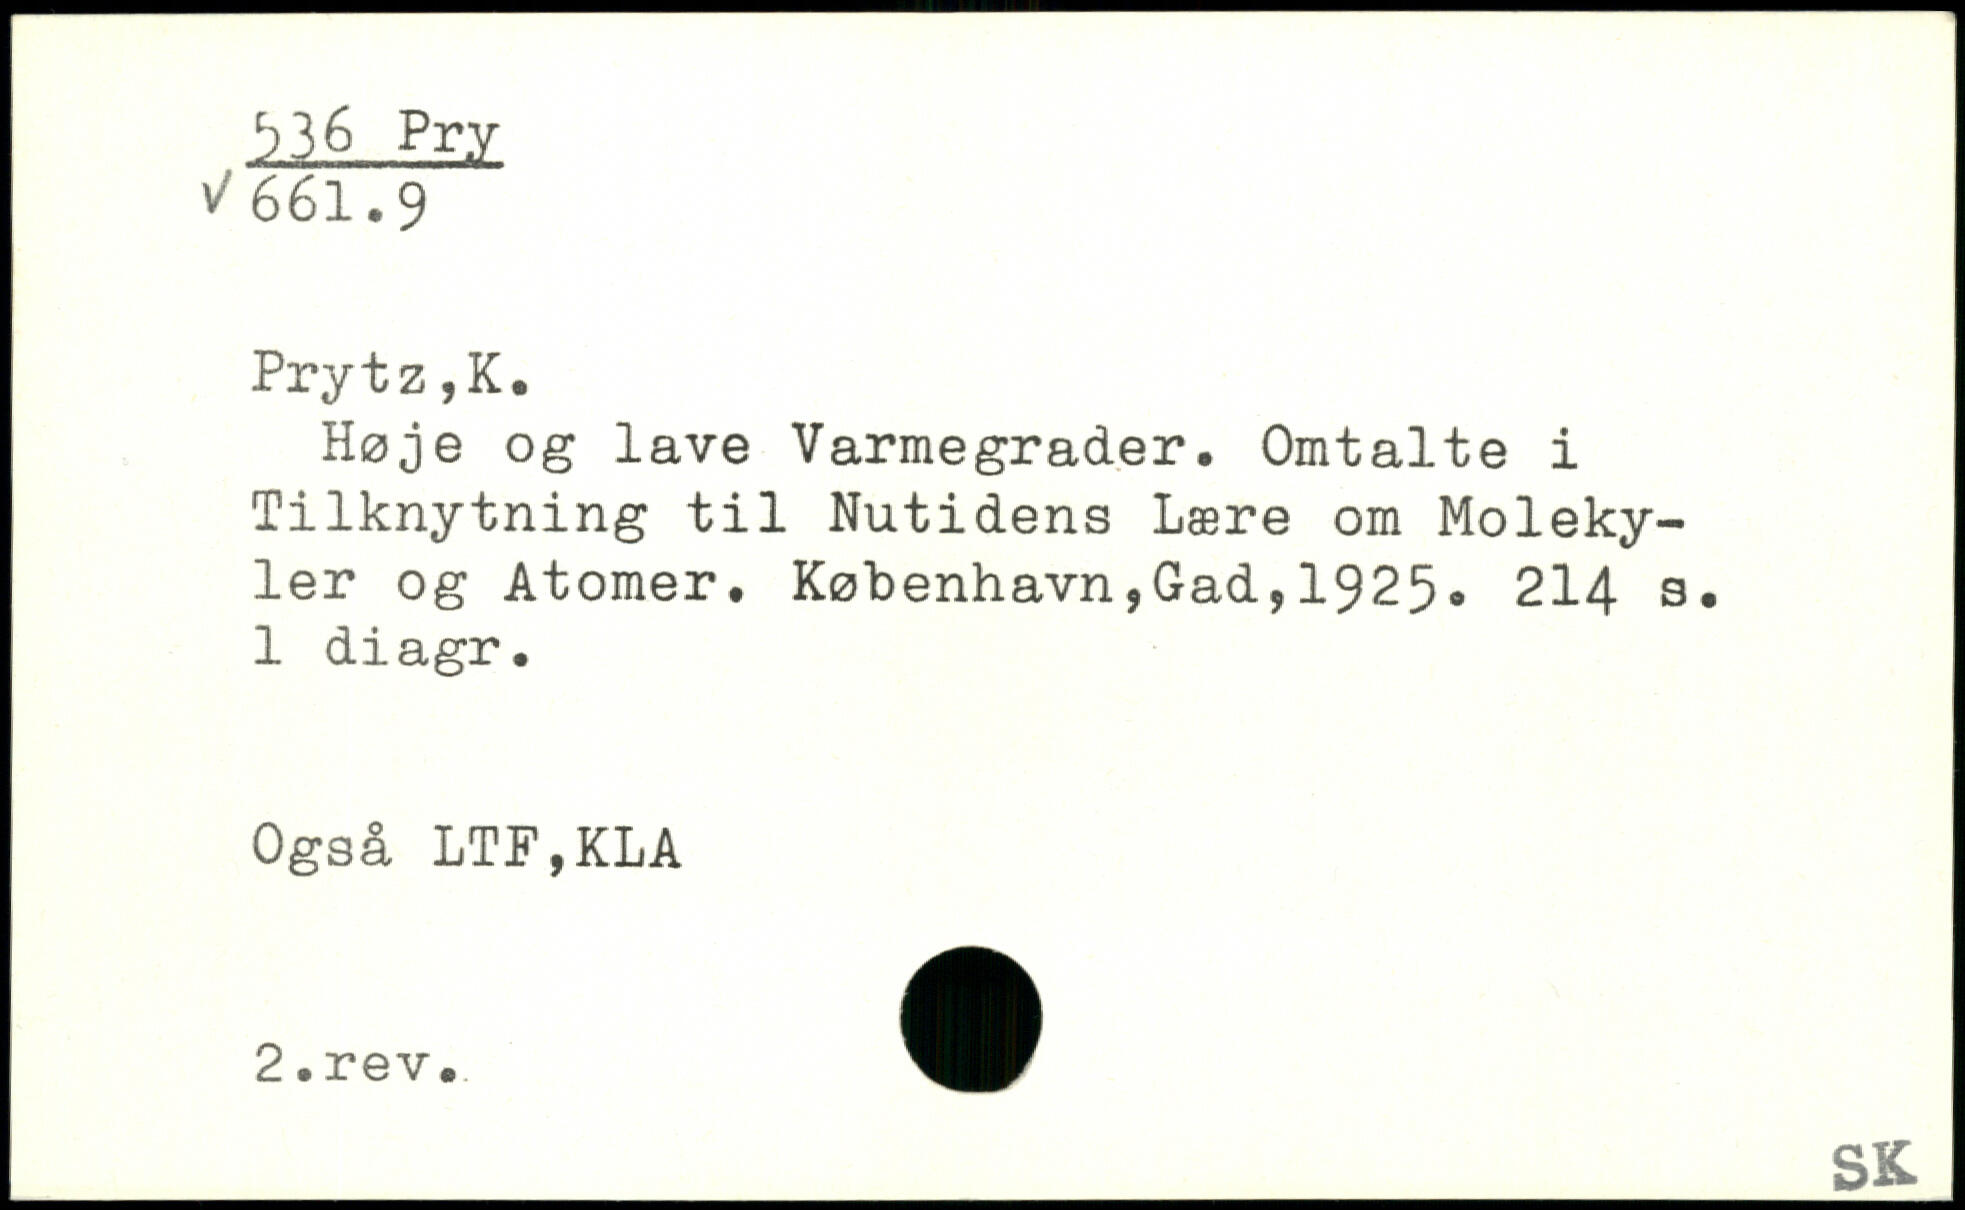 536 Pry
√ 661.9
Prytz,K.
Høje og lave Varmegrader. Omtalte i
Tilknytning til Nutidens Lære om Moleky-
ler og Atomer. København,Gad,1925. 214 s.
1 diagr.
Også LTF,KLA
2.rev.
SK